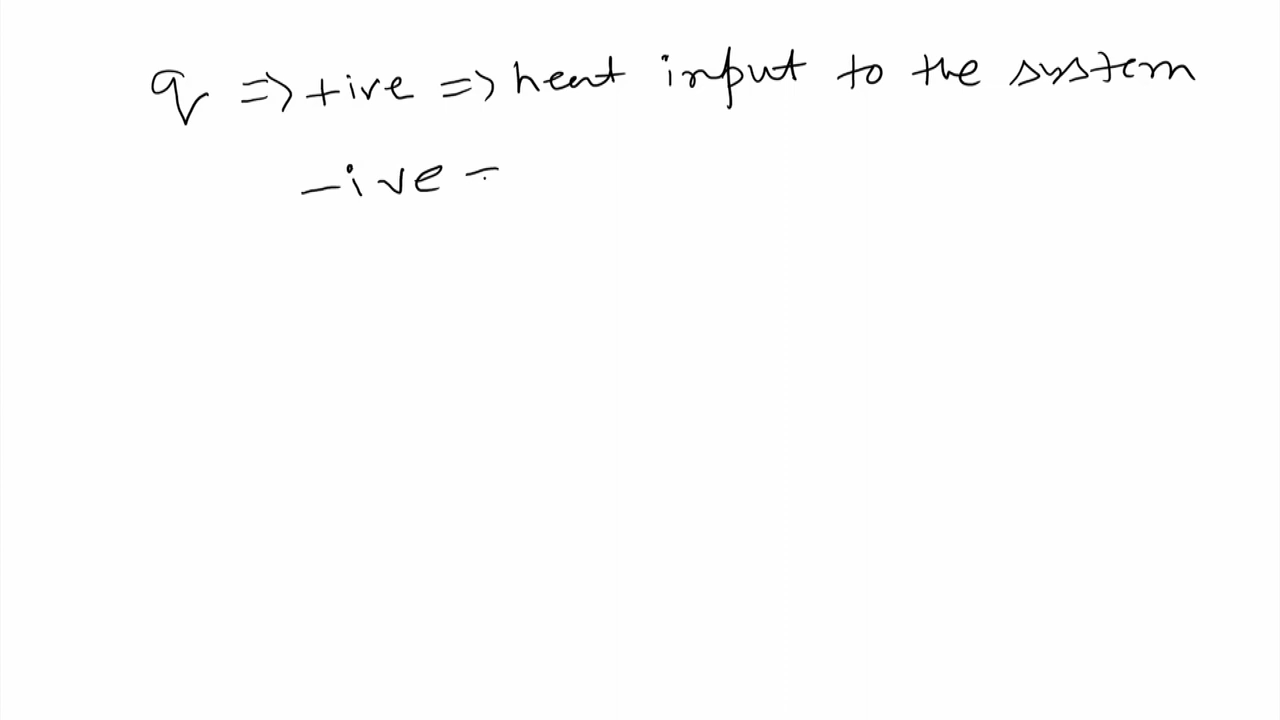 q => +ive => heat input to the system
-ive -